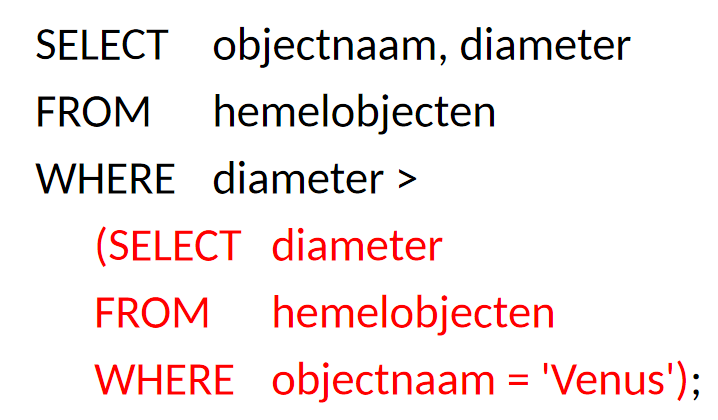 SELECT objectnaam, diameter
FROM hemelobjecten
WHERE diameter >
(SELECT diameter
FROM hemelobjecten
WHERE objectnaam = 'Venus');